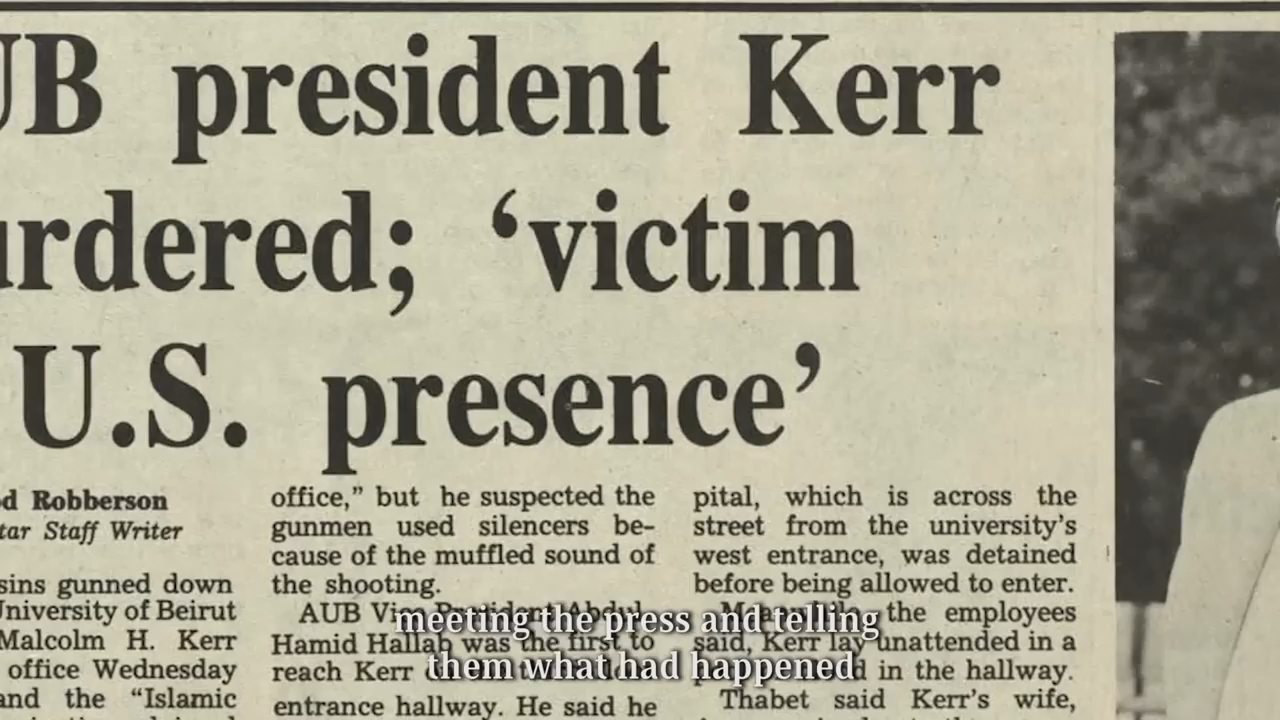 UB president Kerr
urdered; ‘victim
U.S. presence’
d Robberson
tar Staff Writer
sins gunned down
University of Beirut
Malcolm H. Kerr
office Wednesday
and the “Islamic
office,” but he suspected the
gunmen used silencers be-
cause of the muffled sound of
the shooting.
AUB Vice President Abdul
Hamid Hallab was the first to
reach Kerr
entrance hallway. He said he
pital, which is across the
street from the university's
west entrance, was detained
before being allowed to enter.
Meanwhile, the employees
said, Kerr lay unattended in a
in the hallway.
Thabet said Kerr's wife,
meeting the press and telling
them what had happened